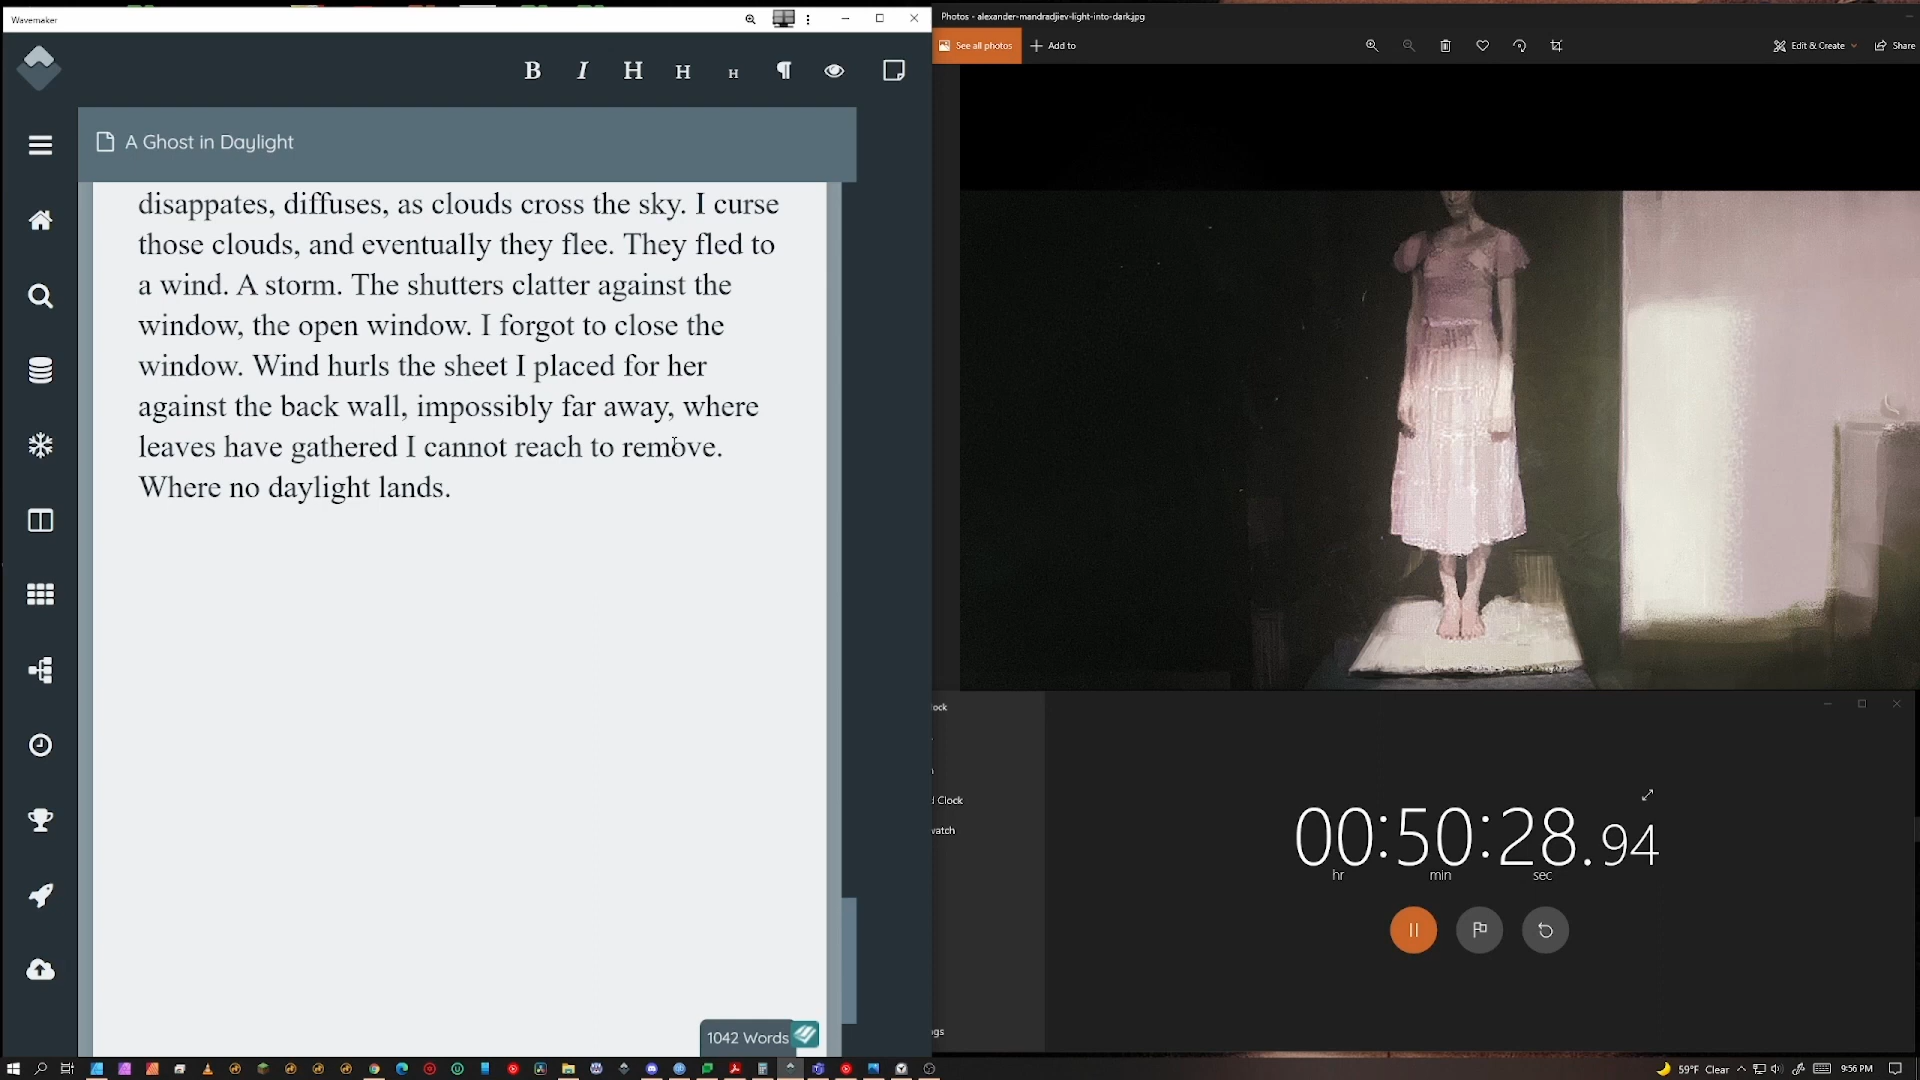 Wavemaker
B I H H H ¶
A Ghost in Daylight
disappates, diffuses, as clouds cross the sky. I curse
those clouds, and eventually they flee. They fled to
a wind. A storm. The shutters clatter against the
window, the open window. I forgot to close the
window. Wind hurls the sheet I placed for her
against the back wall, impossibly far away, where
leaves have gathered I cannot reach to remove.
Where no daylight lands.
1042 Words
Photos - alexander-mandradjiev-light-into-dark.jpg
See all photos
Add to
Edit & Create
Share
ock
d Clock
watch
gs
00:50:28.94
hr min sec
59°F Clear
9:56 PM